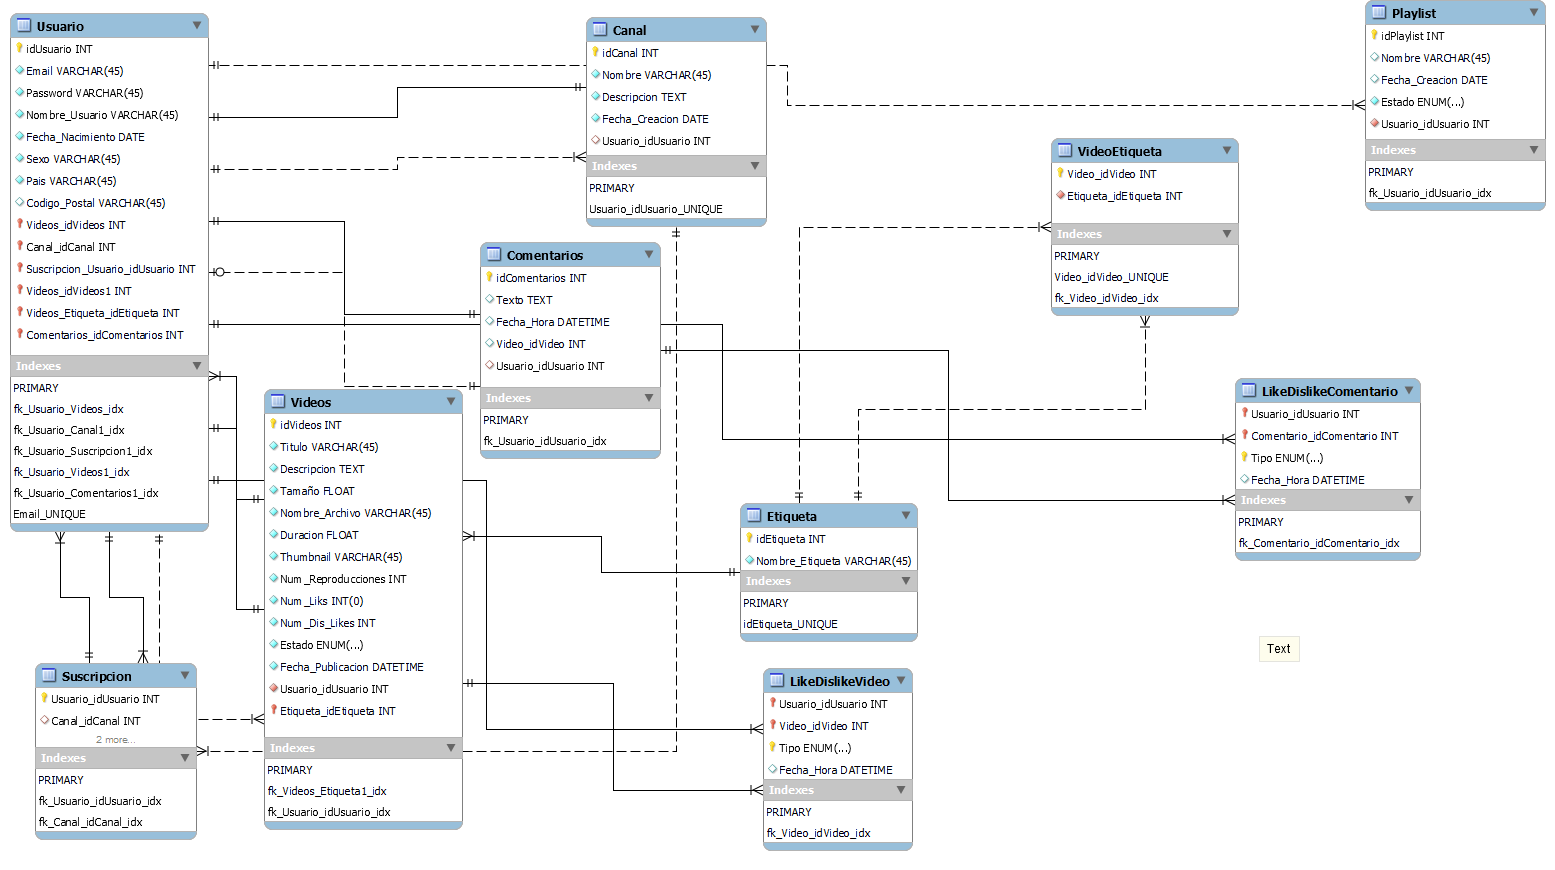 Usuario
idUsuario INT
Email VARCHAR(45)
Password VARCHAR(45)
Nombre_Usuario VARCHAR(45)
Fecha_Nacimiento DATE
Sexo VARCHAR(45)
Pais VARCHAR(45)
Codigo_Postal VARCHAR(45)
Videos_idVideos INT
Canal_idCanal INT
Suscripcion_Usuario_idUsuario INT
Videos_idVideos1 INT
Videos_Etiqueta_idEtiqueta INT
Comentarios_idComentarios INT
Indexes
PRIMARY
fk_Usuario_Videos_idx
fk_Usuario_Canal1_idx
fk_Usuario_Suscripcion1_idx
fk_Usuario_Videos1_idx
fk_Usuario_Comentarios1_idx
Email_UNIQUE
Canal
idCanal INT
Nombre VARCHAR(45)
Descripcion TEXT
Fecha_Creacion DATE
Usuario_idUsuario INT
Indexes
PRIMARY
Usuario_idUsuario_UNIQUE
Playlist
idPlaylist INT
Nombre VARCHAR(45)
Fecha_Creacion DATE
Estado ENUM(...)
Usuario_idUsuario INT
Indexes
PRIMARY
fk_Usuario_idUsuario_idx
VideoEtiqueta
Video_idVideo INT
Etiqueta_idEtiqueta INT
Indexes
PRIMARY
Video_idVideo_UNIQUE
fk_Video_idVideo_idx
Comentarios
idComentarios INT
Texto TEXT
Fecha_Hora DATETIME
Video_idVideo INT
Usuario_idUsuario INT
Indexes
PRIMARY
fk_Usuario_idUsuario_idx
LikeDislikeComentario
Usuario_idUsuario INT
Comentario_idComentario INT
Tipo ENUM(...)
Fecha_Hora DATETIME
Indexes
PRIMARY
fk_Comentario_idComentario_idx
Videos
idVideos INT
Titulo VARCHAR(45)
Descripcion TEXT
Tamaño FLOAT
Nombre_Archivo VARCHAR(45)
Duracion FLOAT
Thumbnail VARCHAR(45)
Num_Reproducciones INT
Num_Liks INT(0)
Num_Dis_Likes INT
Estado ENUM(...)
Fecha_Publicacion DATETIME
Usuario_idUsuario INT
Etiqueta_idEtiqueta INT
Indexes
PRIMARY
fk_Videos_Etiqueta1_idx
fk_Usuario_idUsuario_idx
Etiqueta
idEtiqueta INT
Nombre_Etiqueta VARCHAR(45)
Indexes
PRIMARY
idEtiqueta_UNIQUE
Text
Suscripcion
Usuario_idUsuario INT
Canal_idCanal INT
2 more...
Indexes
PRIMARY
fk_Usuario_idUsuario_idx
fk_Canal_idCanal_idx
LikeDislikeVideo
Usuario_idUsuario INT
Video_idVideo INT
Tipo ENUM(...)
Fecha_Hora DATETIME
Indexes
PRIMARY
fk_Video_idVideo_idx